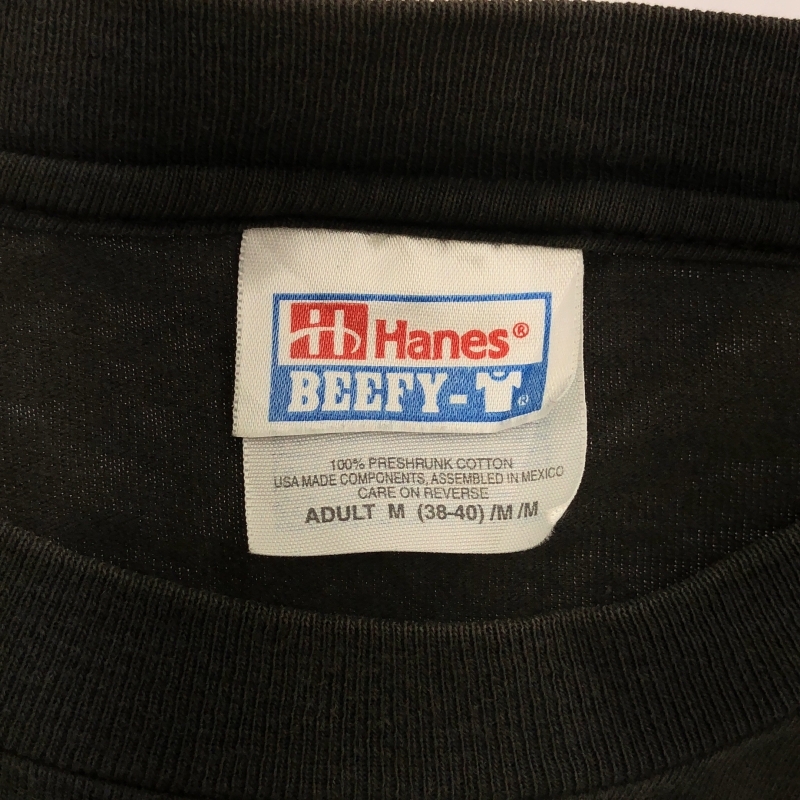 Hanes®
BEEFY-T®
100% PRESHRUNK COTTON
USA MADE COMPONENTS, ASSEMBLED IN MEXICO
CARE ON REVERSE
ADULT M (38-40) /M /M